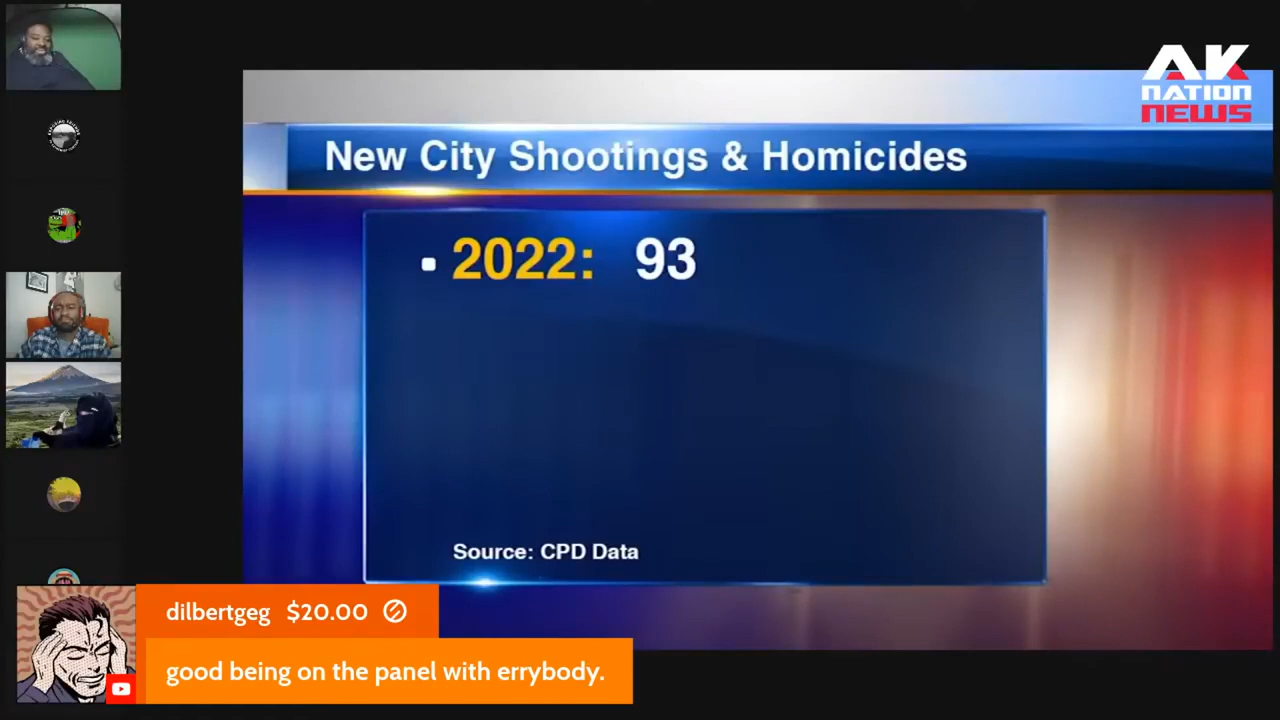 AK
NATION
NEWS
New City Shootings & Homicides
2022: 93
Source: CPD Data
dilbertgeg $20.00
good being on the panel with errybody.